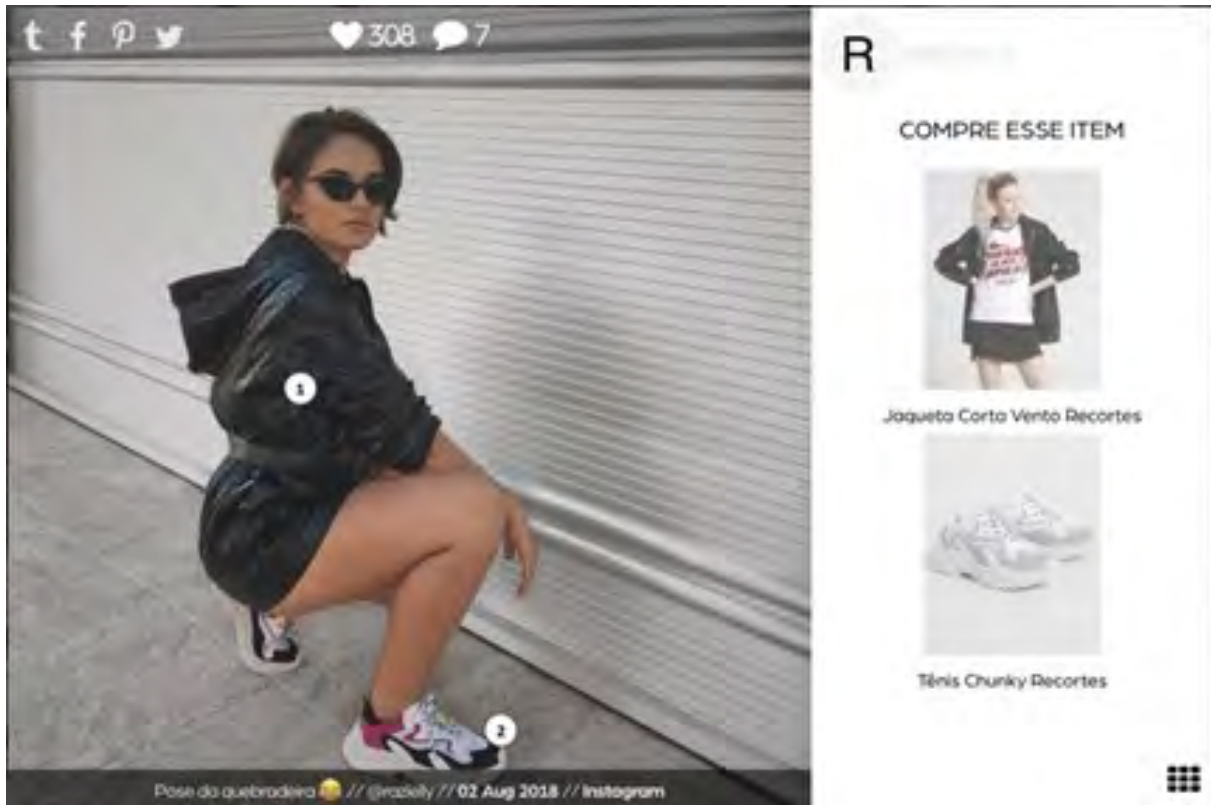 308 7
R
COMPRE ESSE ITEM
Jaqueta Corta Vento Recortes
1
Tênis Chunky Recortes
2
Pose da quebradeira 😂 // // 02 Aug 2018 // Instagram